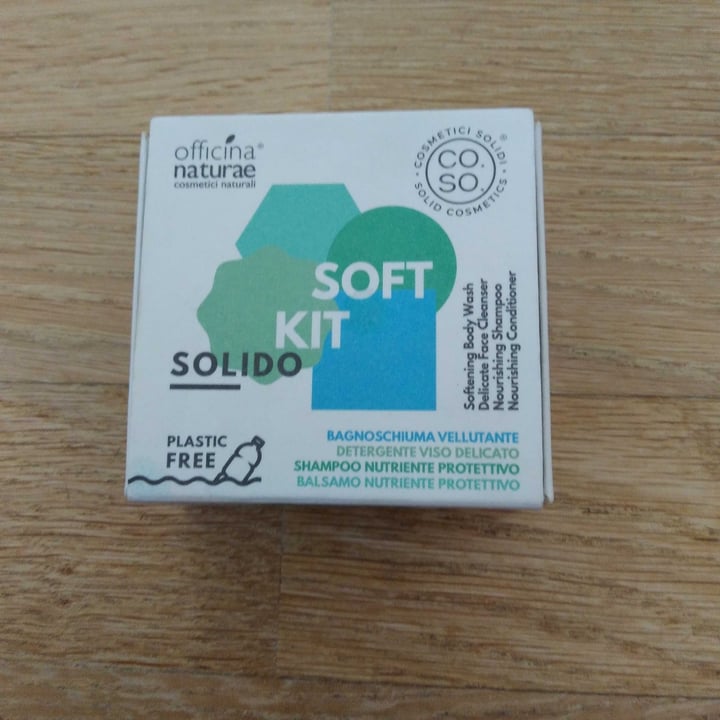 officina®
naturae
cosmetici naturali
COSMETICI SOLIDI ®
CO.
SO.
SOLID COSMETICS
SOFT
KIT
SOLIDO
Softening Body Wash
Delicate Face Cleanser
Nourishing Shampoo
Nourishing Conditioner
PLASTIC
FREE
BAGNOSCHIUMA VELLUTANTE
DETERGENTE VISO DELICATO
SHAMPOO NUTRIENTE PROTETTIVO
BALSAMO NUTRIENTE PROTETTIVO